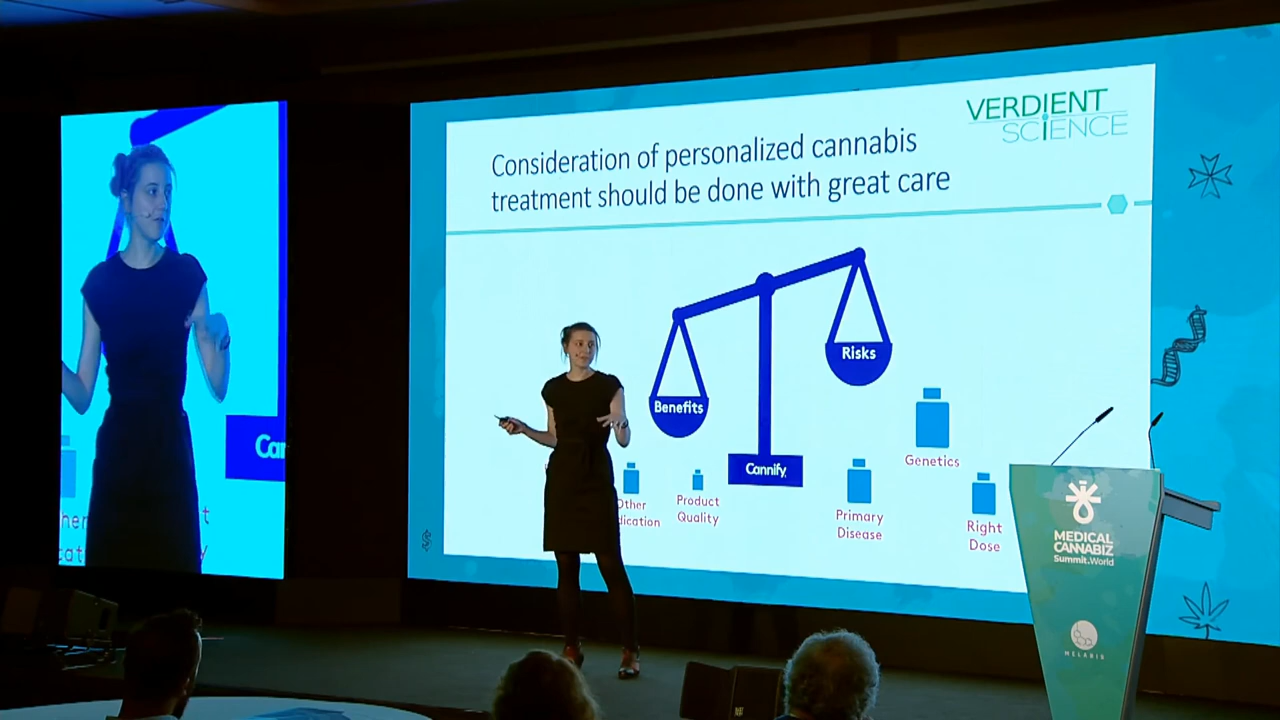 VERDIENT
SCIENCE
Consideration of personalized cannabis
treatment should be done with great care
Risks
Benefits
Cannify
Genetics
Other
Product
Quality
Primary
Disease
Right
Dose
MEDICAL
CANNABIZ
Summit.World